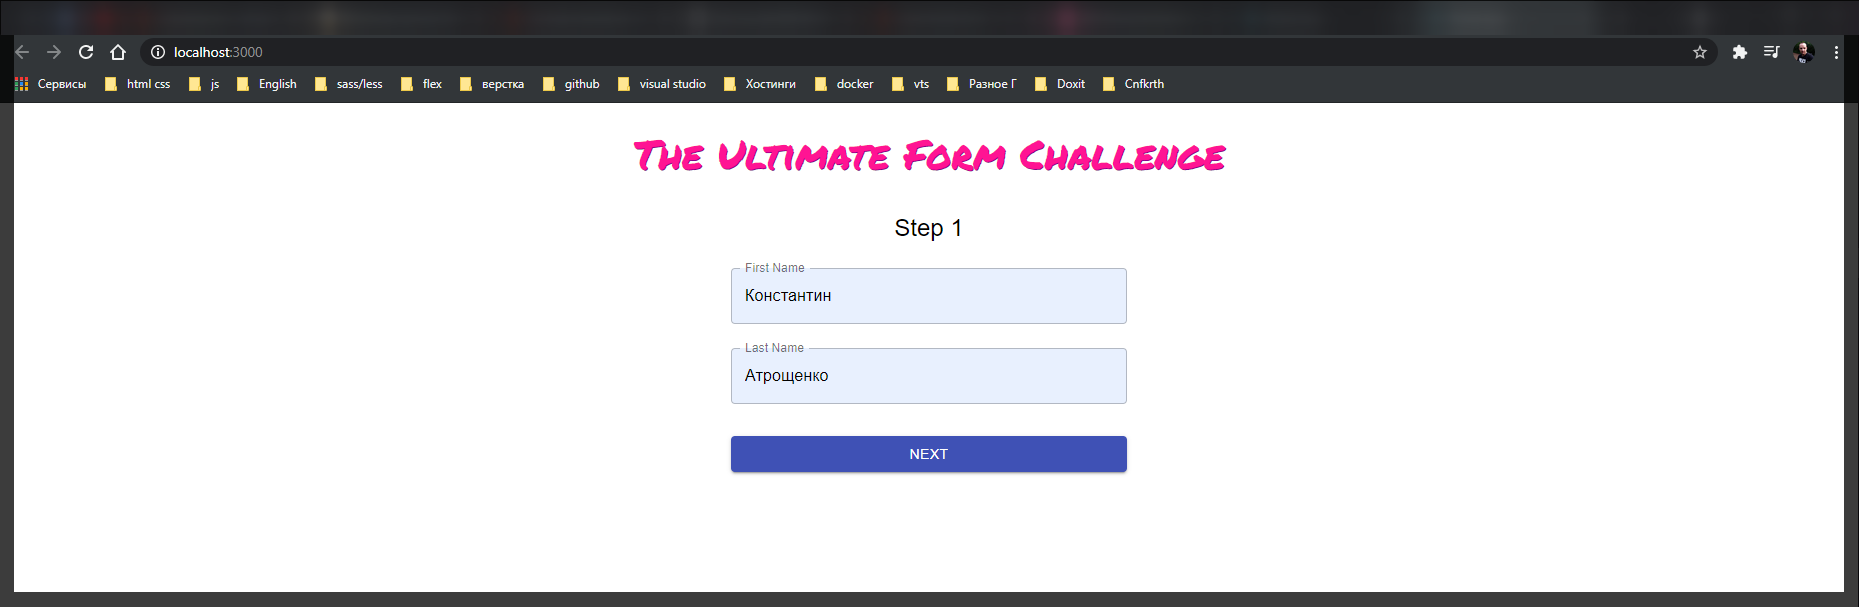 localhost:3000
Сервисы html css js English sass/less flex верстка github visual studio Хостинги docker vts Разное Г Doxit Cnfkrth
The Ultimate Form Challenge
Step 1
First Name
Константин
Last Name
Атрощенко
NEXT